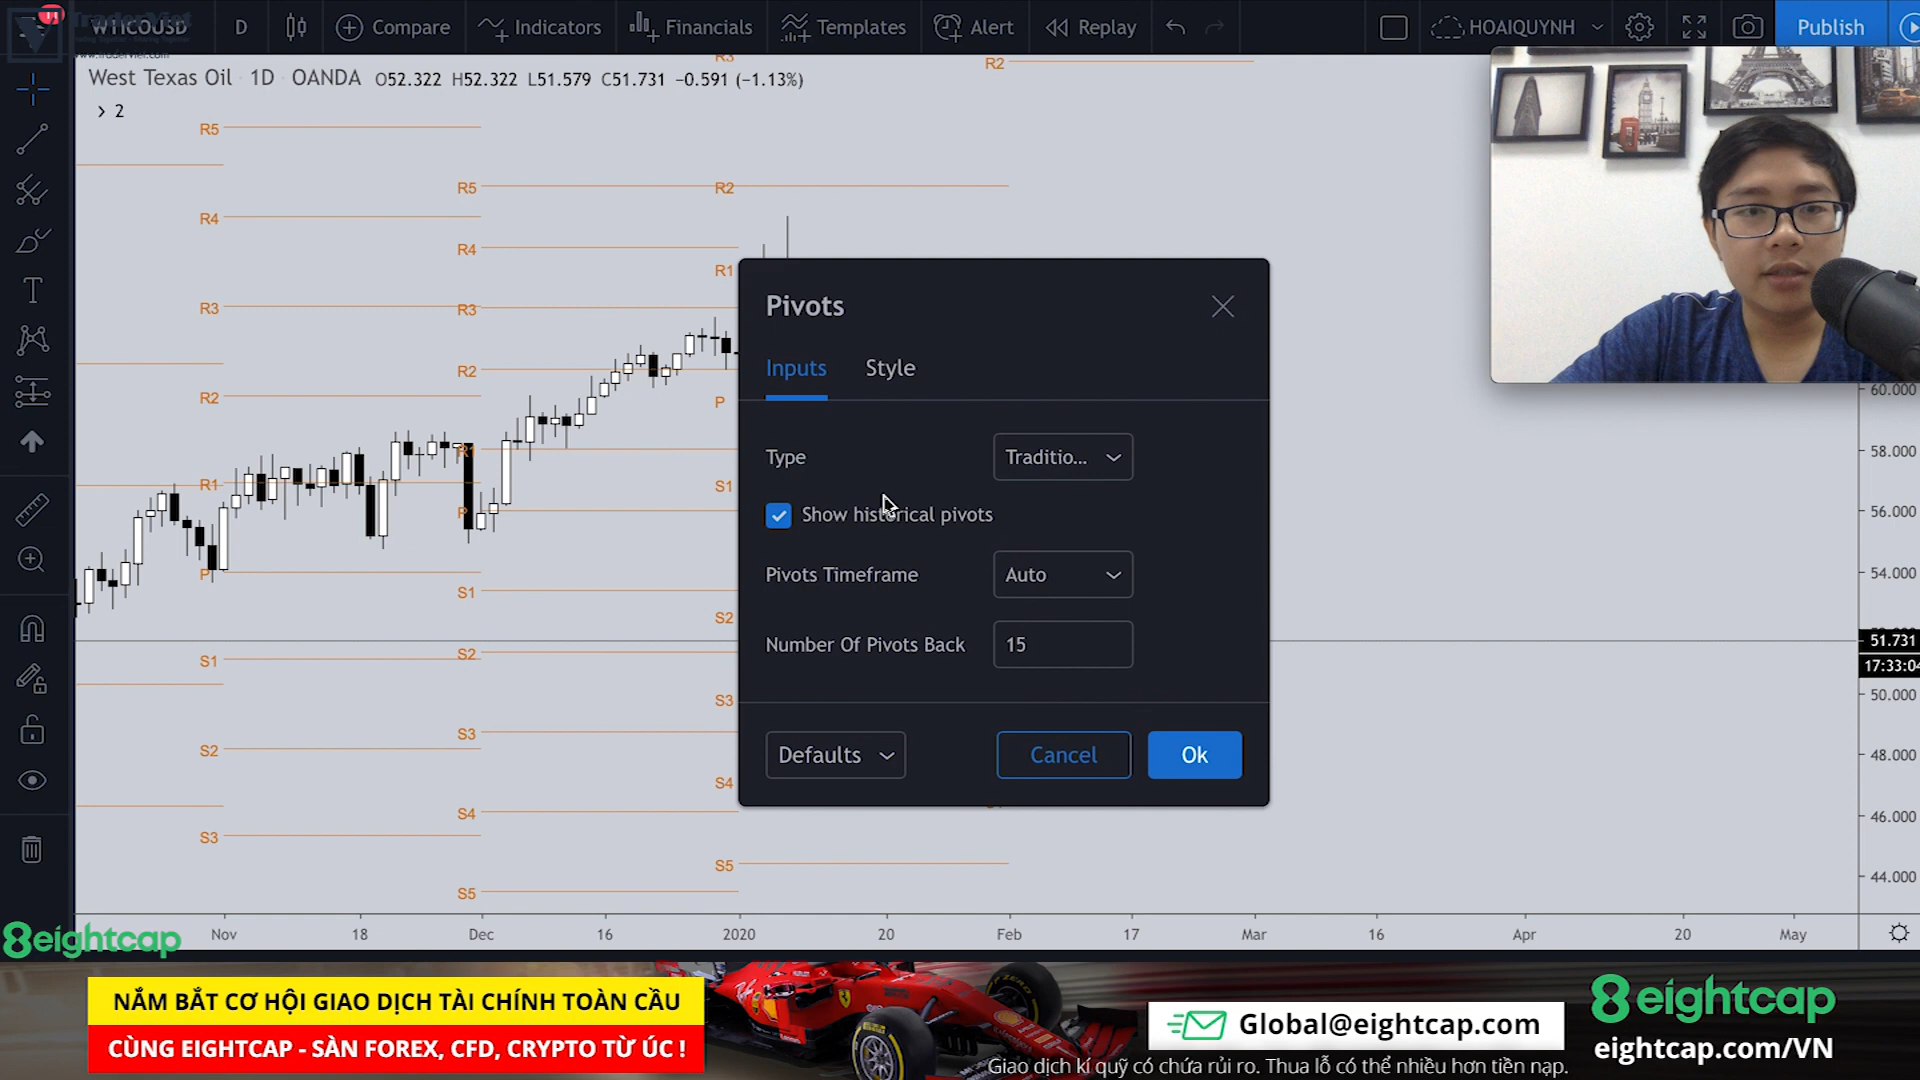 WTICOUSD
D
Compare
Indicators
Financials
Templates
Alert
Replay
HOAIQUYNH
Publish
West Texas Oil 1D OANDA O52.322 H52.322 L51.579 C51.731 −0.591 (−1.13%)
2
R3
R2
R5
R5
R2
R4
R4
R1
R3
R3
R2
R2
P
R1
R1
S1
P
P
S1
S2
S1
S2
S3
S2
S3
S4
S3
S4
S5
S5
Pivots
Inputs
Style
Type
Traditio...
Show historical pivots
Pivots Timeframe
Auto
Number Of Pivots Back
15
Defaults
Cancel
Ok
60.000
58.000
56.000
54.000
51.731
17:33:04
50.000
48.000
46.000
44.000
Nov
18
Dec
16
2020
20
Feb
17
Mar
16
Apr
20
May
8eightcap
NẮM BẮT CƠ HỘI GIAO DỊCH TÀI CHÍNH TOÀN CẦU
CÙNG EIGHTCAP - SÀN FOREX, CFD, CRYPTO TỪ ÚC !
Global@eightcap.com
Giao dịch kí quỹ có chứa rủi ro. Thua lỗ có thể nhiều hơn tiền nạp.
8eightcap
eightcap.com/VN